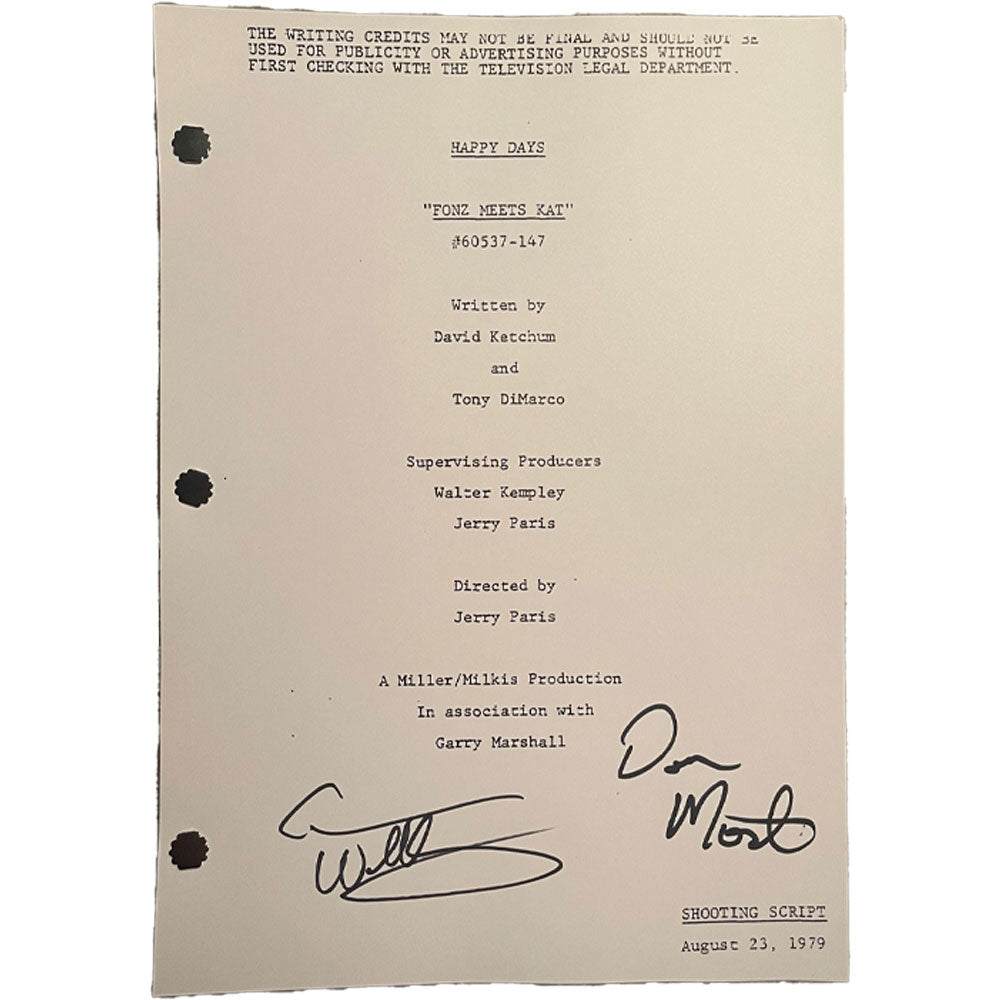 THE WRITING CREDITS MAY NOT BE FINAL AND SHOULD NOT BE
USED FOR PUBLICITY OR ADVERTISING PURPOSES WITHOUT
FIRST CHECKING WITH THE TELEVISION LEGAL DEPARTMENT.
HAPPY DAYS
"FONZ MEETS KAT"
#60537-147
Written by
David Ketchum
and
Tony DiMarco
Supervising Producers
Walter Kempley
Jerry Paris
Directed by
Jerry Paris
A Miller/Milkis Production
In association with
Garry Marshall
Don
Most
SHOOTING SCRIPT
August 23, 1979